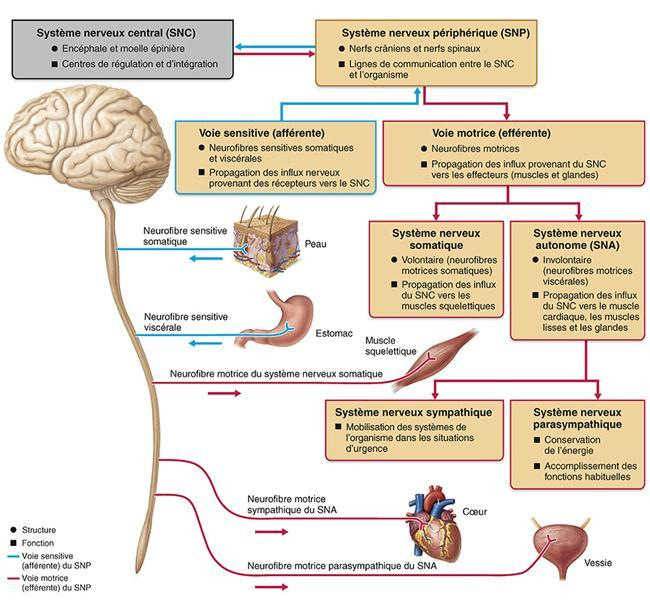 Système nerveux central (SNC)
● Encéphale et moelle épinière
■ Centres de régulation et d'intégration
Système nerveux périphérique (SNP)
● Nerfs crâniens et nerfs spinaux
■ Lignes de communication entre le SNC
et l'organisme
Voie sensitive (afférente)
● Neurofibres sensitives somatiques
et viscérales
■ Propagation des influx nerveux
provenant des récepteurs vers le SNC
Voie motrice (efférente)
● Neurofibres motrices
■ Propagation des influx provenant du SNC
vers les effecteurs (muscles et glandes)
Système nerveux
somatique
● Volontaire (neurofibres
motrices somatiques)
■ Propagation des influx
du SNC vers les
muscles squelettiques
Système nerveux
autonome (SNA)
● Involontaire
(neurofibres motrices
viscérales)
■ Propagation des influx
du SNC vers le muscle
cardiaque, les muscles
lisses et les glandes
Neurofibre sensitive
somatique
Peau
Neurofibre sensitive
viscérale
Estomac
Muscle
squelettique
Neurofibre motrice du système nerveux somatique
Système nerveux sympathique
■ Mobilisation des systèmes de
l'organisme dans les situations
d'urgence
Système nerveux
parasympathique
■ Conservation
de l'énergie
■ Accomplissement des
fonctions habituelles
Neurofibre motrice
sympathique du SNA
Cœur
Neurofibre motrice parasympathique du SNA
Vessie
● Structure
■ Fonction
Voie sensitive
(afférente) du SNP
Voie motrice
(efférente) du SNP